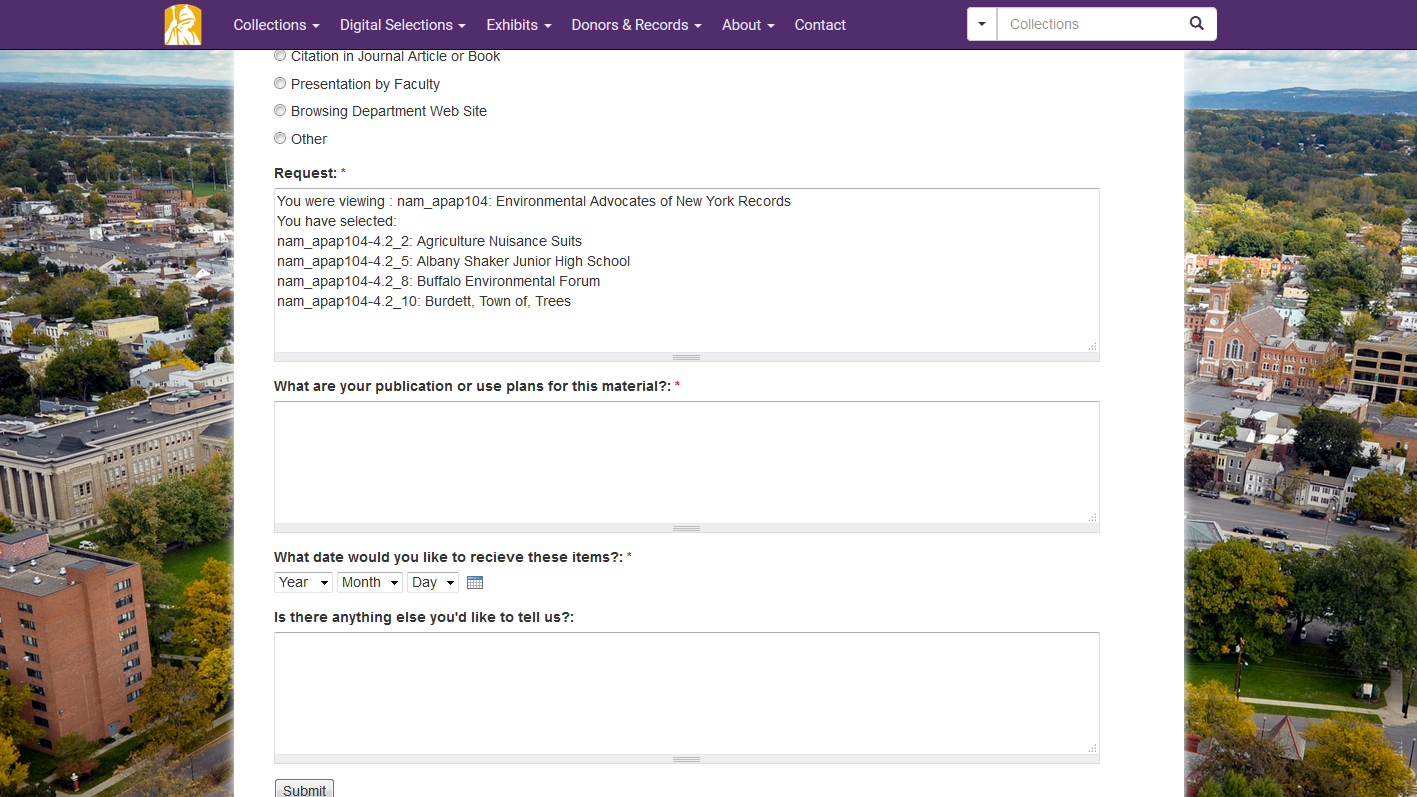 Collections Digital Selections Exhibits Donors & Records About Contact Collections
Citation in Journal Article or Book
Presentation by Faculty
Browsing Department Web Site
Other
Request: *
You were viewing : nam_apap104: Environmental Advocates of New York Records
You have selected:
nam_apap104-4.2_2: Agriculture Nuisance Suits
nam_apap104-4.2_5: Albany Shaker Junior High School
nam_apap104-4.2_8: Buffalo Environmental Forum
nam_apap104-4.2_10: Burdett, Town of, Trees
What are your publication or use plans for this material?: *
What date would you like to recieve these items?: *
Year Month Day
Is there anything else you'd like to tell us?:
Submit